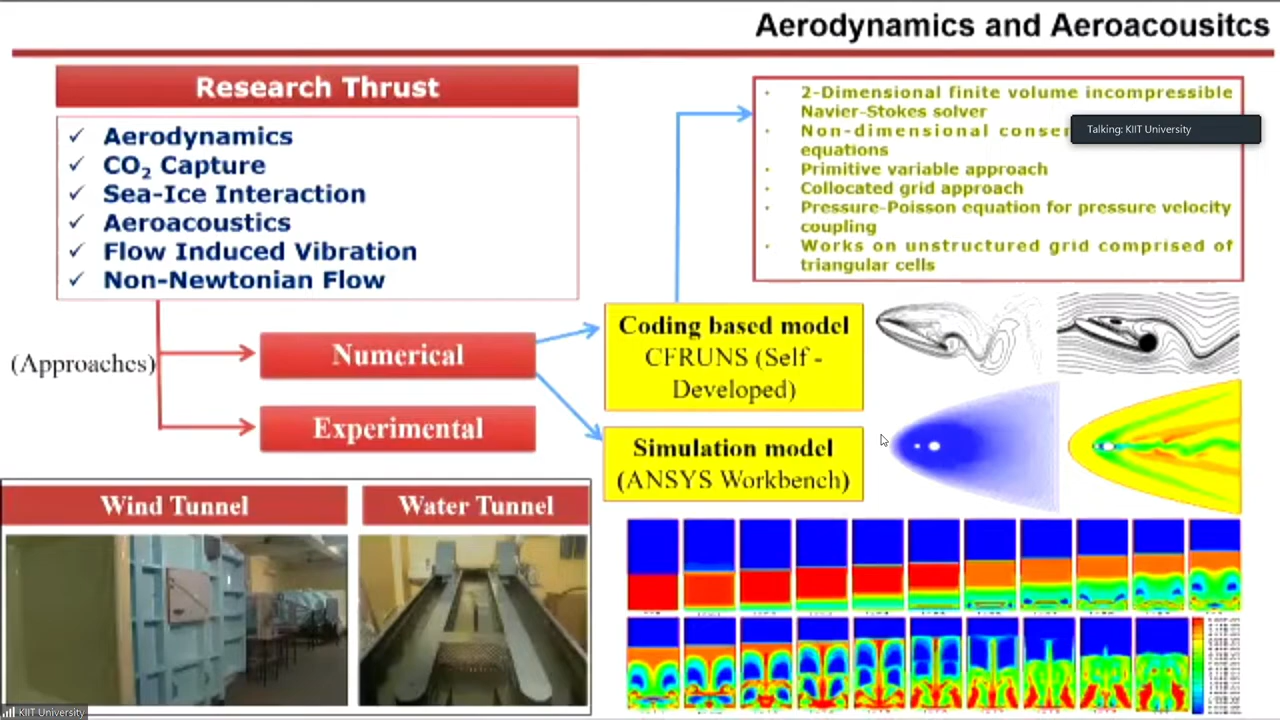 Aerodynamics and Aeroacousitcs
Research Thrust
✓ Aerodynamics
✓ CO₂ Capture
✓ Sea-Ice Interaction
✓ Aeroacoustics
✓ Flow Induced Vibration
✓ Non-Newtonian Flow
(Approaches)
Numerical
Experimental
Coding based model
CFRUNS (Self -
Developed)
Simulation model
(ANSYS Workbench)
• 2-Dimensional finite volume incompressible
Navier-Stokes solver
• Non-dimensional conser
equations
• Primitive variable approach
• Collocated grid approach
• Pressure-Poisson equation for pressure velocity
coupling
• Works on unstructured grid comprised of
triangular cells
Talking: KIIT University
Wind Tunnel
Water Tunnel
KIIT University